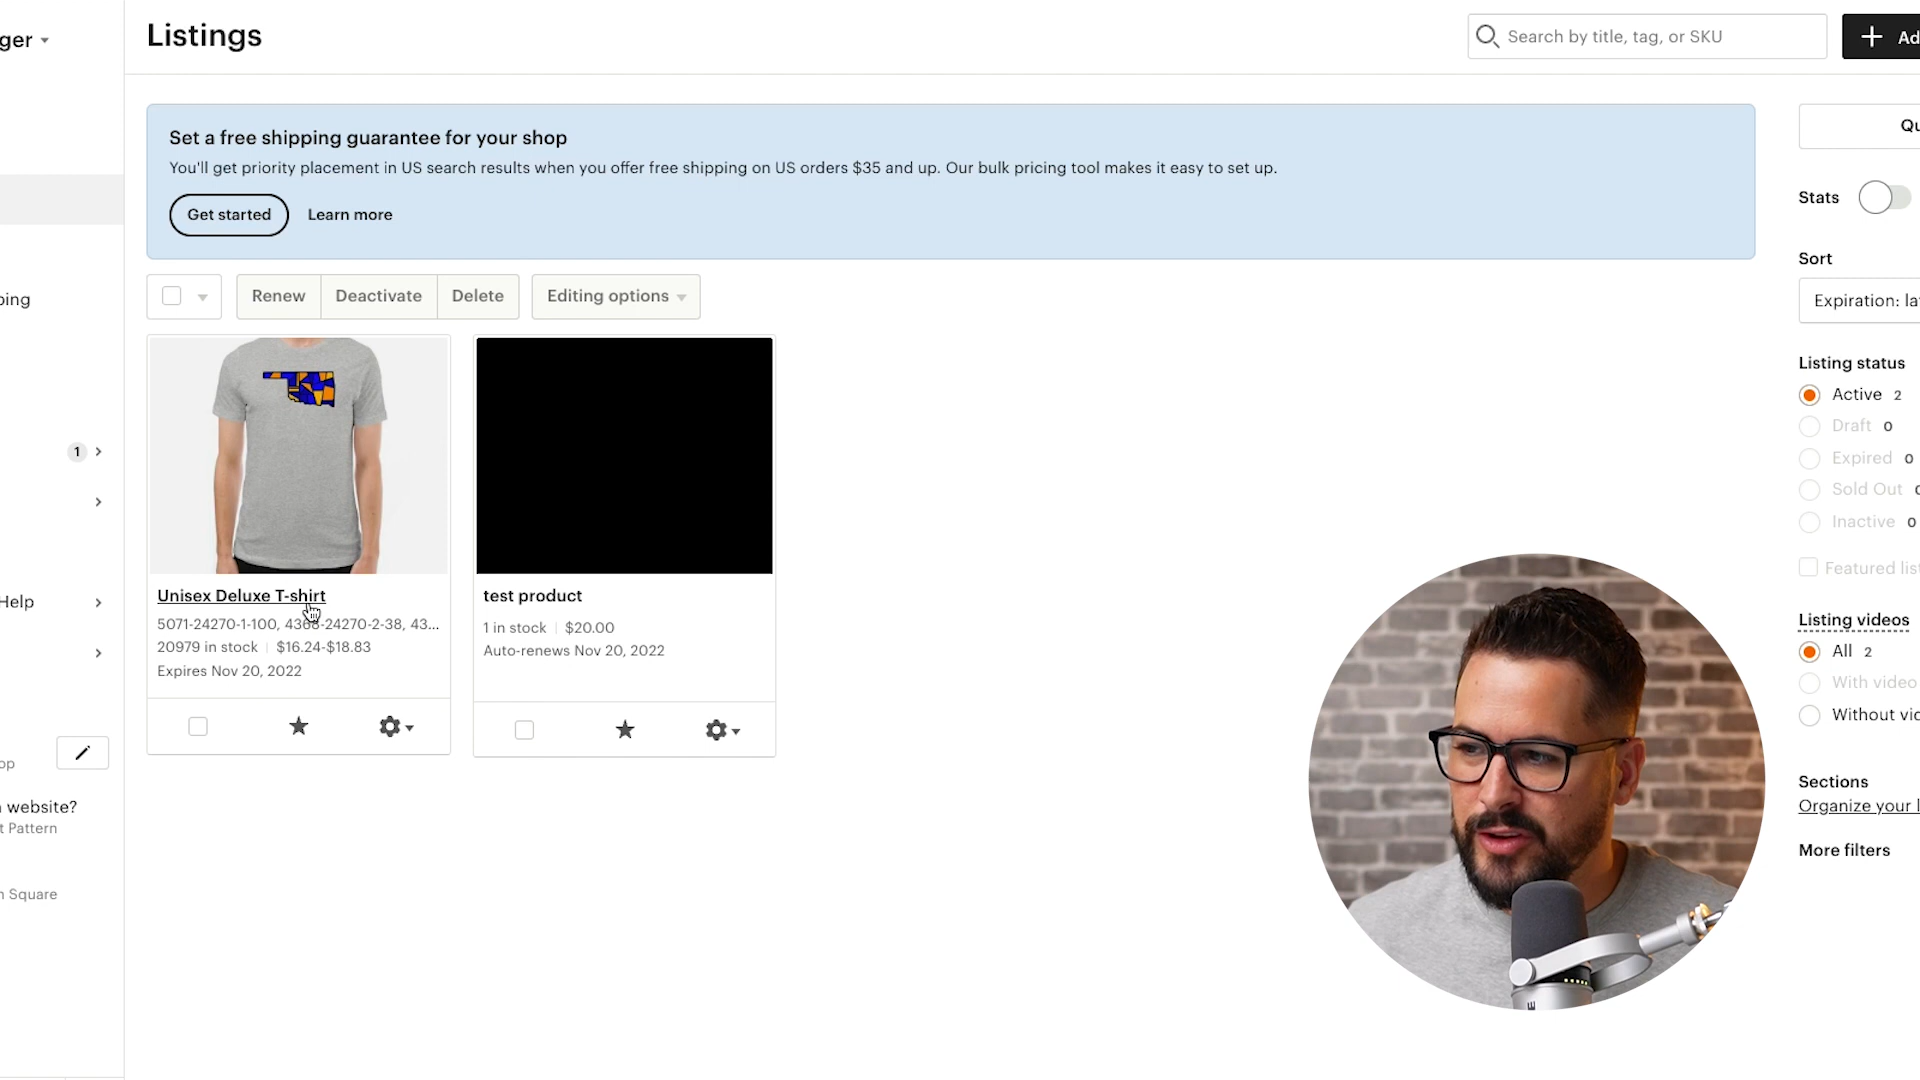 ger
Listings
Search by title, tag, or SKU
+ Ad
Set a free shipping guarantee for your shop
You'll get priority placement in US search results when you offer free shipping on US orders $35 and up. Our bulk pricing tool makes it easy to set up.
Get started
Learn more
Qu
Stats
Sort
Expiration: la
Renew
Deactivate
Delete
Editing options
ping
1
Help
op
website?
t Pattern
n Square
Unisex Deluxe T-shirt
5071-24270-1-100, 4368-24270-2-38, 43...
20979 in stock | $16.24-$18.83
Expires Nov 20, 2022
test product
1 in stock | $20.00
Auto-renews Nov 20, 2022
Listing status
Active 2
Draft 0
Expired 0
Sold Out 0
Inactive 0
Featured list
Listing videos
All 2
With video
Without vid
Sections
Organize your l
More filters